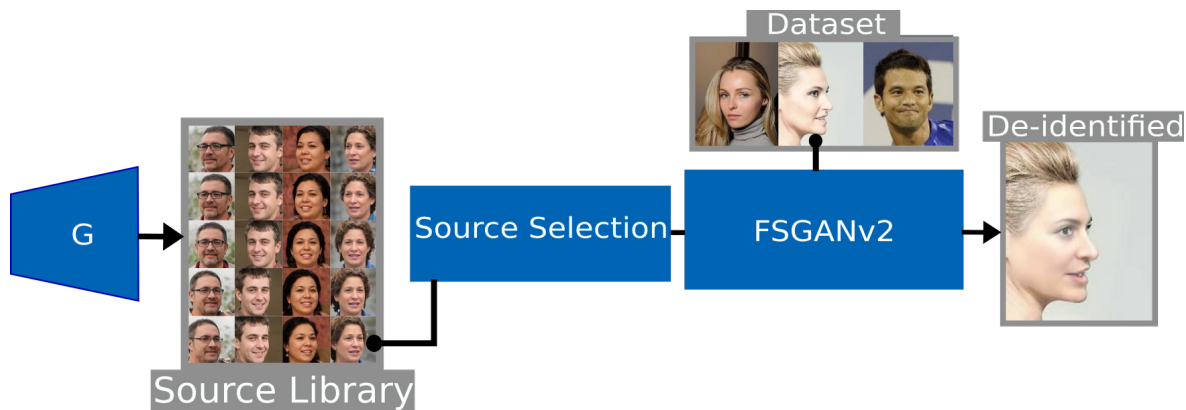 G
Source Library
Source Selection
Dataset
FSGANv2
De-identified